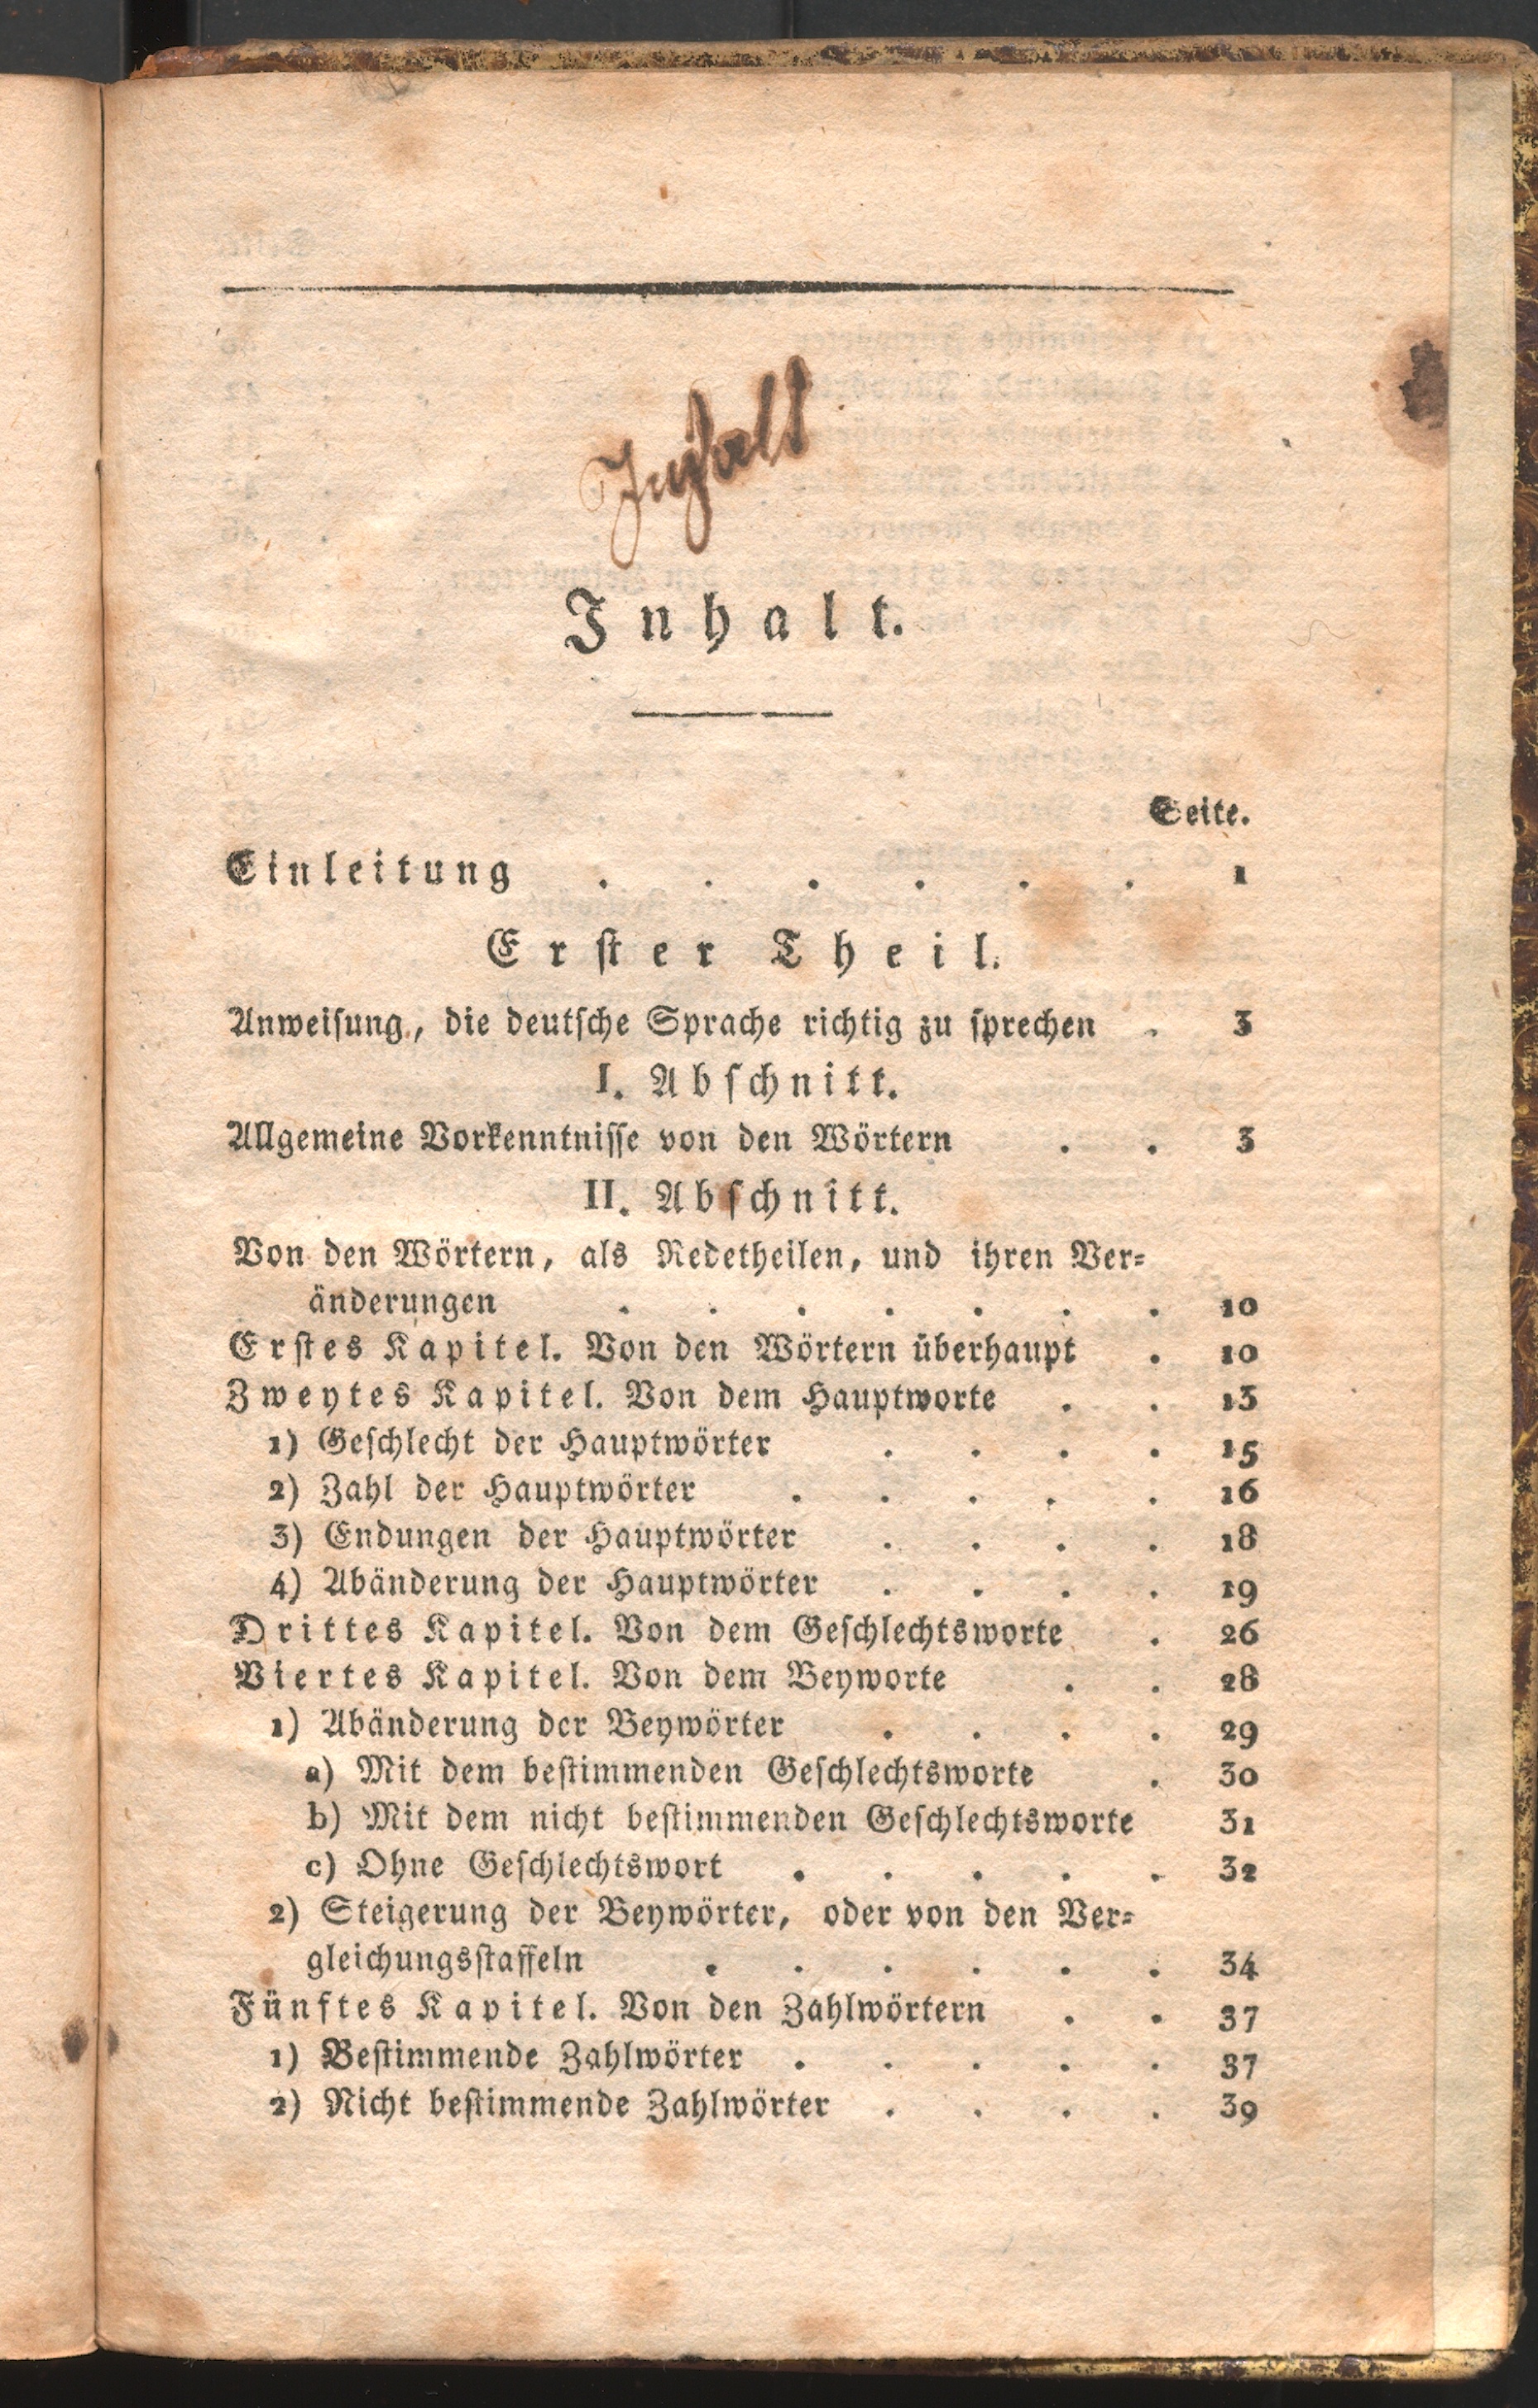 Inhalt
Inhalt.
Seite.
Einleitung . . . . . . 1
Erster Theil.
Anweisung, die deutsche Sprache richtig zu sprechen . 3
I. Abschnitt.
Allgemeine Vorkenntnisse von den Wörtern . . 3
II. Abschnitt.
Von den Wörtern, als Redetheilen, und ihren Ver-
änderungen . . . . . . . 10
Erstes Kapitel. Von den Wörtern überhaupt . 10
Zweytes Kapitel. Von dem Hauptworte . . 13
1) Geschlecht der Hauptwörter . . . . 15
2) Zahl der Hauptwörter . . . . . 16
3) Endungen der Hauptwörter . . . . 18
4) Abänderung der Hauptwörter . . . . 19
Drittes Kapitel. Von dem Geschlechtsworte . 26
Viertes Kapitel. Von dem Beyworte . . 28
1) Abänderung der Beywörter . . . . 29
a) Mit dem bestimmenden Geschlechtsworte . 30
b) Mit dem nicht bestimmenden Geschlechtsworte 31
c) Ohne Geschlechtswort . . . . . 32
2) Steigerung der Beywörter, oder von den Ver-
gleichungsstaffeln . . . . . . 34
Fünftes Kapitel. Von den Zahlwörtern . . 37
1) Bestimmende Zahlwörter . . . . . 37
2) Nicht bestimmende Zahlwörter . . . . 39